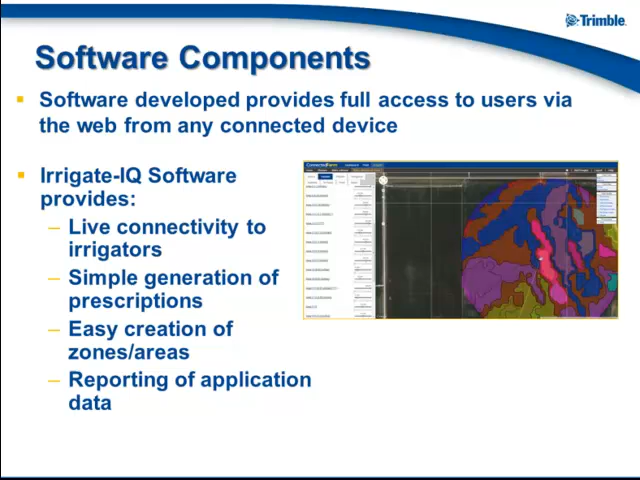 Trimble
Software Components
Software developed provides full access to users via
the web from any connected device
Irrigate-IQ Software
provides:
– Live connectivity to
irrigators
– Simple generation of
prescriptions
– Easy creation of
zones/areas
– Reporting of application
data
ConnectedFarm